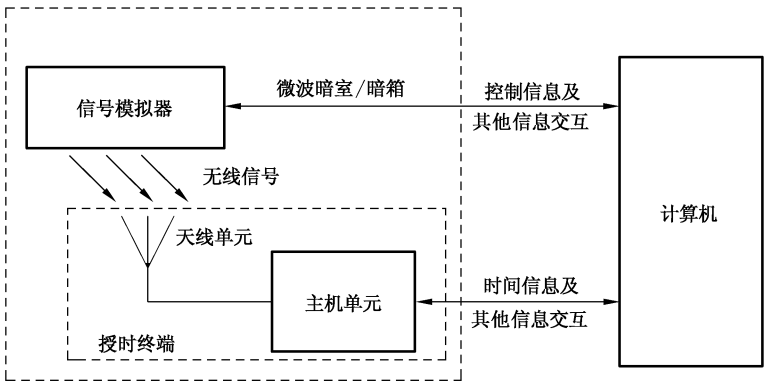 微波暗室/暗箱
控制信息及
其他信息交互
信号模拟器
无线信号
计算机
天线单元
时间信息及
其他信息交互
主机单元
授时终端